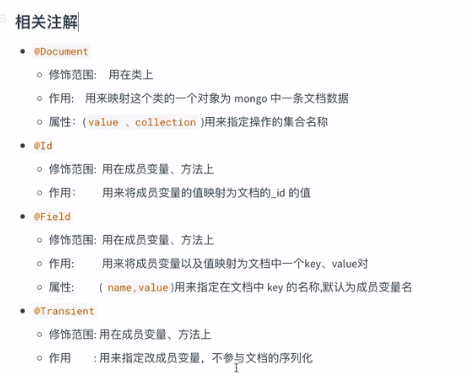 相关注解
@Document
修饰范围: 用在类上
作用: 用来映射这个类的一个对象为 mongo 中一条文档数据
属性：(value 、collection )用来指定操作的集合名称
@Id
修饰范围: 用在成员变量、方法上
作用： 用来将成员变量的值映射为文档的_id 的值
@Field
修饰范围: 用在成员变量、方法上
作用: 用来将成员变量以及值映射为文档中一个key、value对
属性: ( name,value )用来指定在文档中 key 的名称,默认为成员变量名
@Transient
修饰范围: 用在成员变量、方法上
作用 : 用来指定改成员变量，不参与文档的序列化